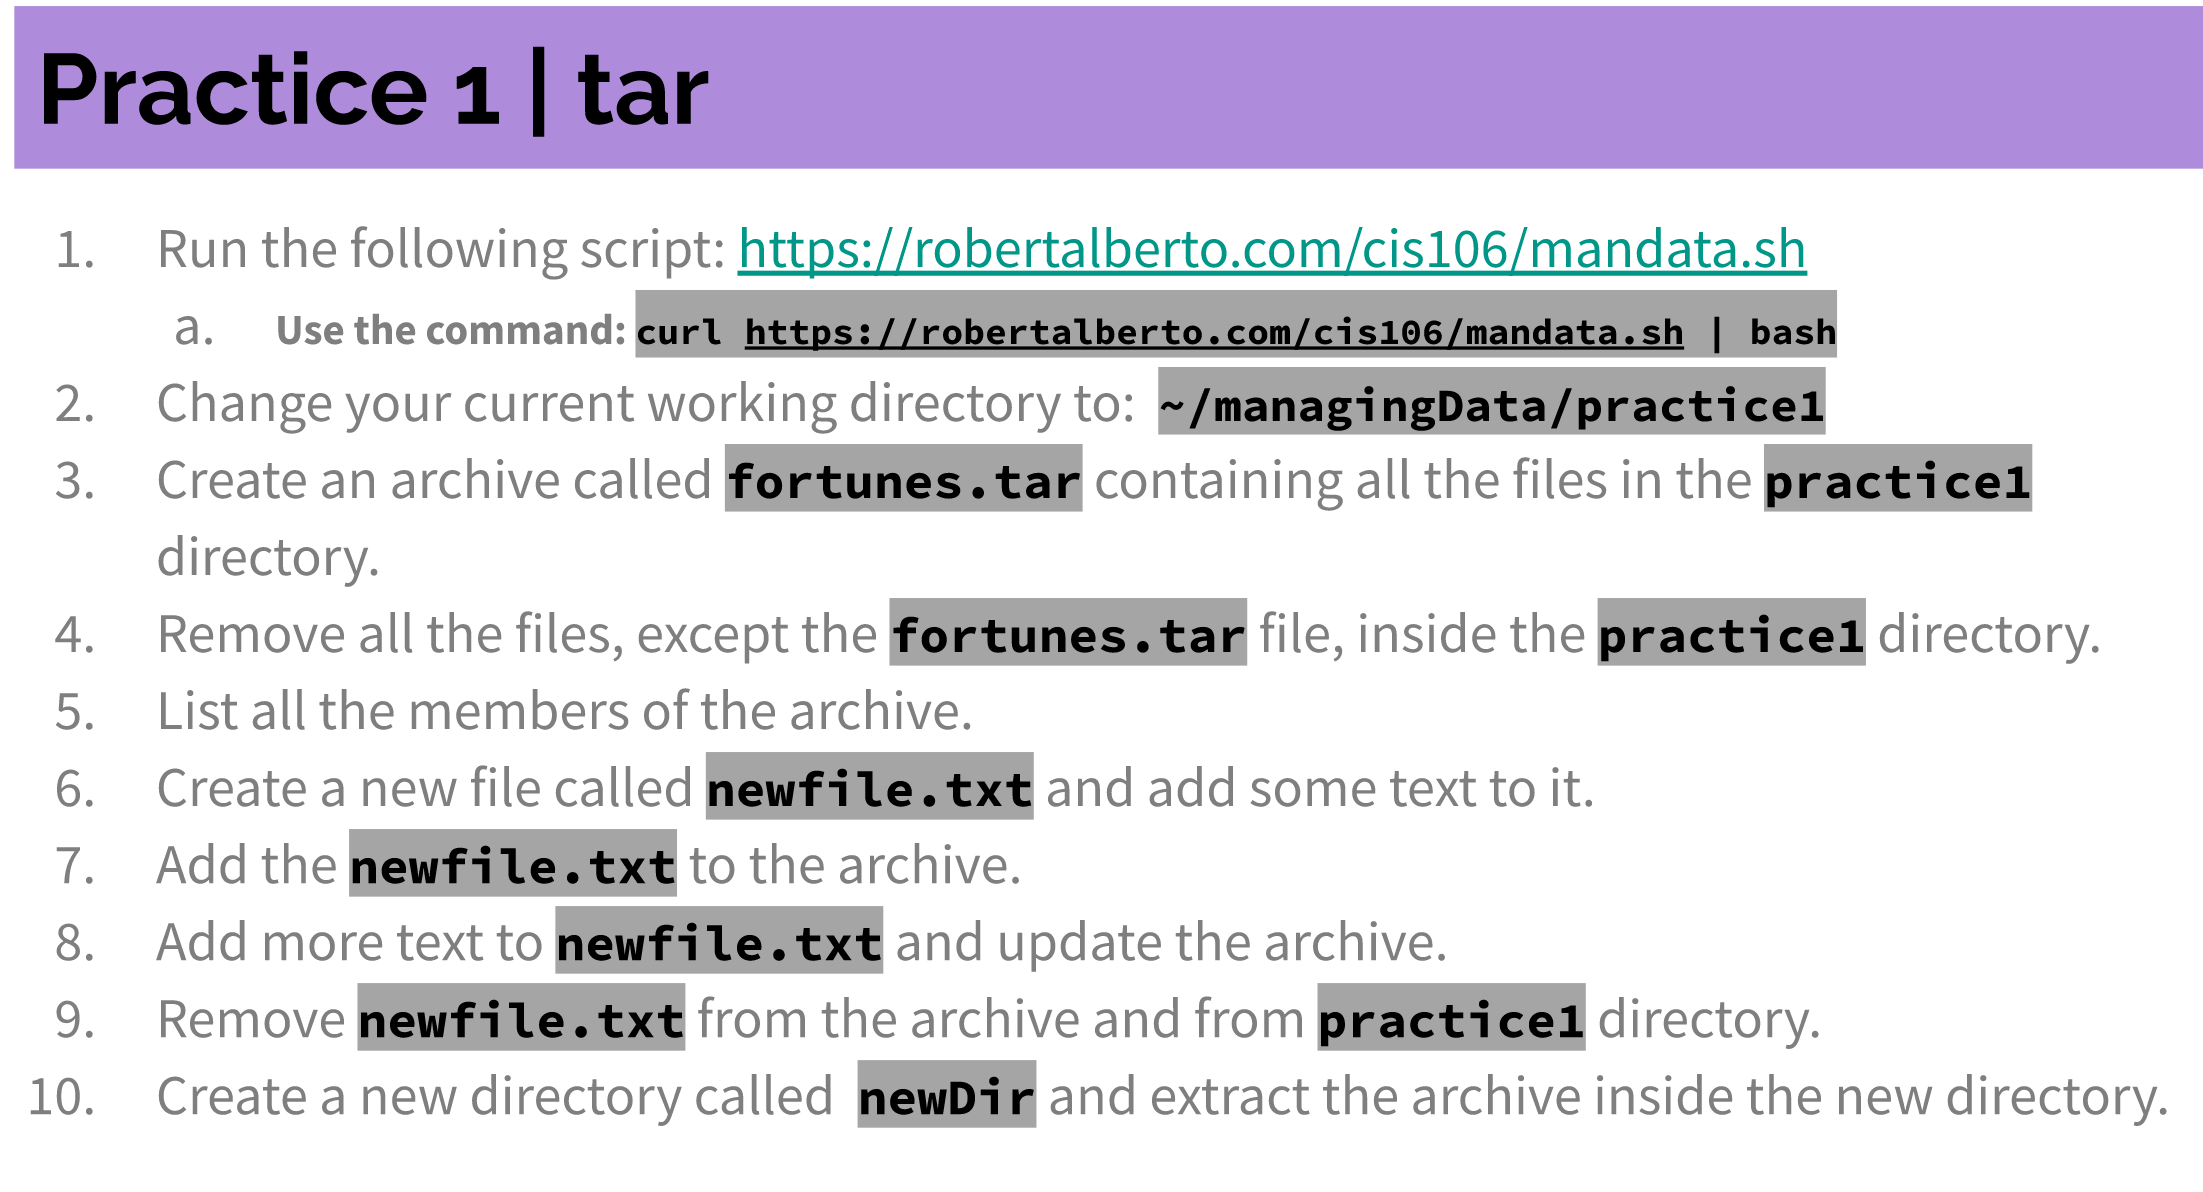 Practice 1 | tar
1. Run the following script: https://robertalberto.com/cis106/mandata.sh
a. Use the command: curl https://robertalberto.com/cis106/mandata.sh | bash
2. Change your current working directory to: ~/managingData/practice1
3. Create an archive called fortunes.tar containing all the files in the practice1
directory.
4. Remove all the files, except the fortunes.tar file, inside the practice1 directory.
5. List all the members of the archive.
6. Create a new file called newfile.txt and add some text to it.
7. Add the newfile.txt to the archive.
8. Add more text to newfile.txt and update the archive.
9. Remove newfile.txt from the archive and from practice1 directory.
10. Create a new directory called newDir and extract the archive inside the new directory.